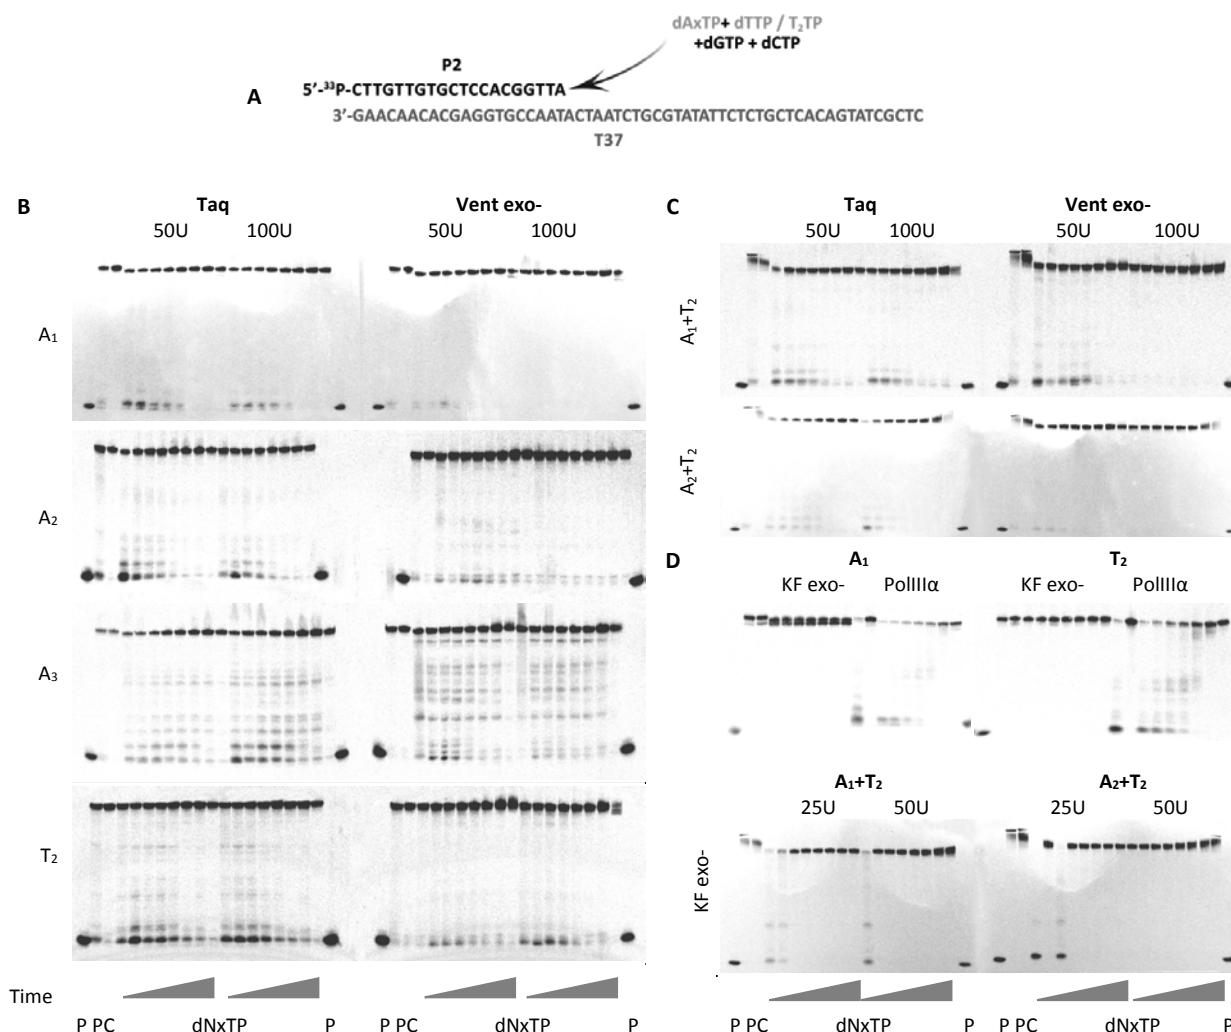 dAxTP+ dTTP / T₂TP
+dGTP + dCTP
P2
A
5'-³³P-CTTGTTGTGCTCCACGGTTA
3'-GAACAACACGAGGTGCCAATACTAATCTGCGTATATTCTCTGCTCACAGTATCGCTC
T37
B
Taq
Vent exo-
50U
100U
50U
100U
A₁
A₂
A₃
T₂
Time
P PC
dNxTP
P
P PC
dNxTP
P
C
Taq
Vent exo-
50U
100U
50U
100U
A₁+T₂
A₂+T₂
D
A₁
T₂
KF exo-
PolIIIα
KF exo-
PolIIIα
A₁+T₂
A₂+T₂
25U
50U
25U
50U
KF exo-
P PC
dNxTP
P
P PC
dNxTP
P